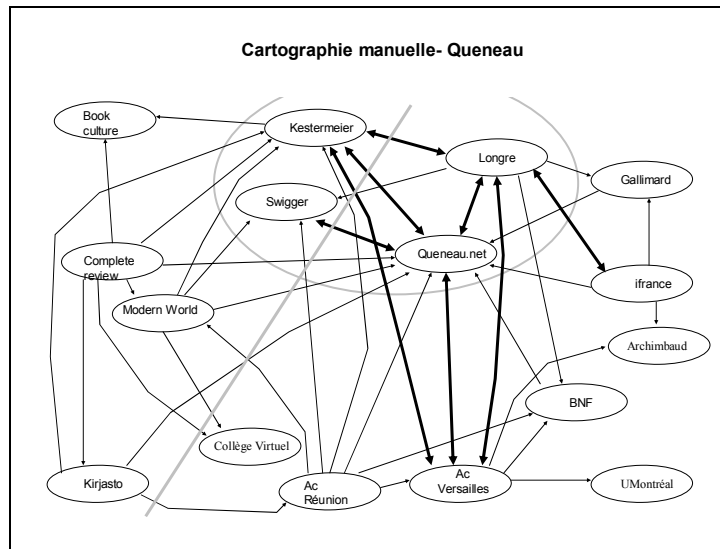 Cartographie manuelle- Queneau
Book
culture
Kestermeier
Longre
Gallimard
Swigger
Queneau.net
Complete
review
ifrance
Modern World
Archimbaud
BNF
Collège Virtuel
Kirjasto
Ac
Réunion
Ac
Versailles
UMontréal